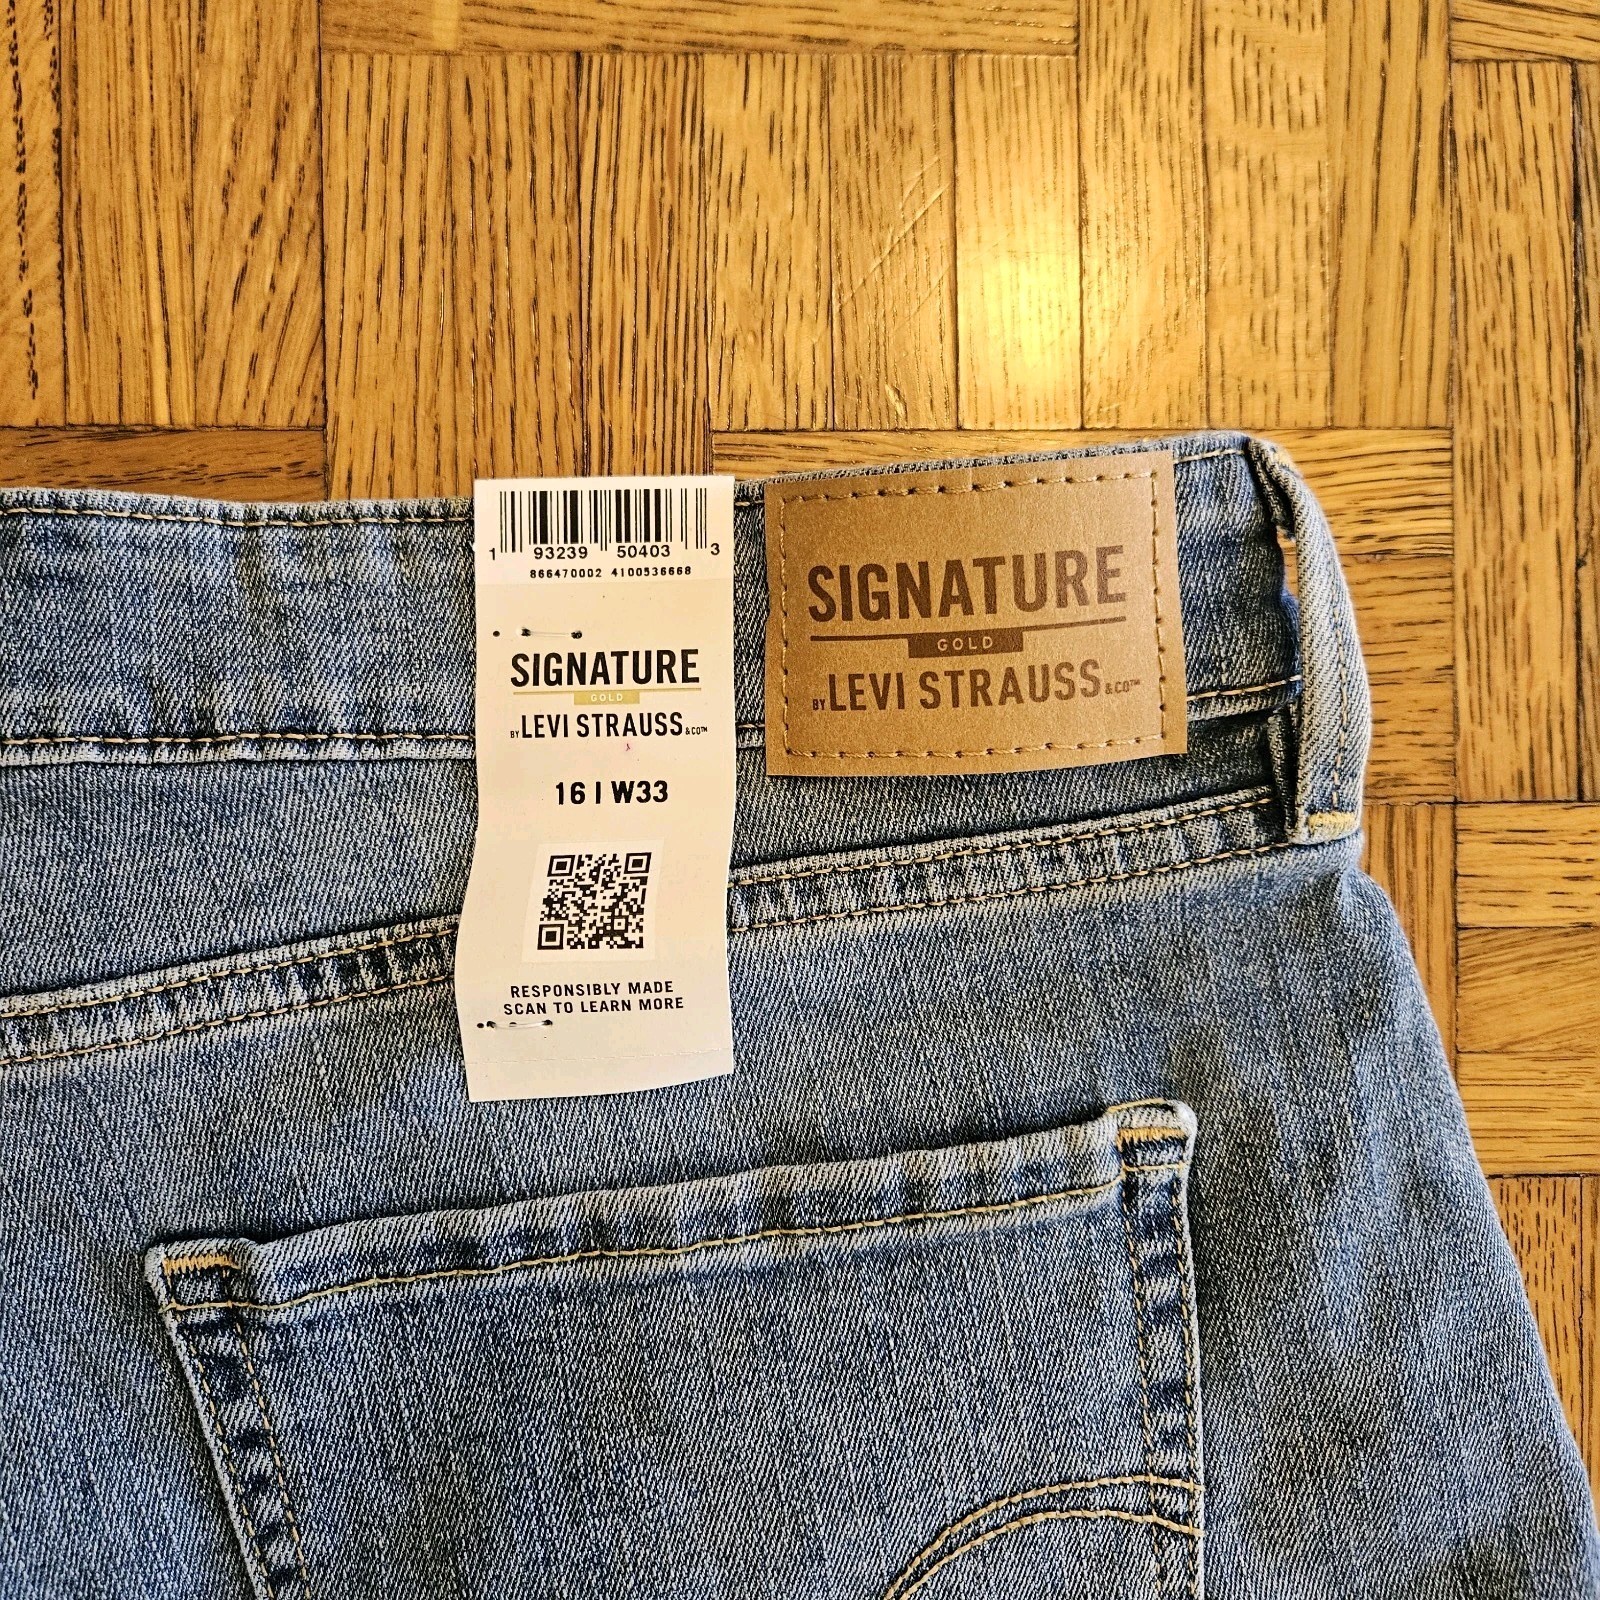 1 93239 50403 3
866470002 4100536668
SIGNATURE
GOLD
BY LEVI STRAUSS & CO™
16 | W33
RESPONSIBLY MADE
SCAN TO LEARN MORE
SIGNATURE
GOLD
BY LEVI STRAUSS & CO™